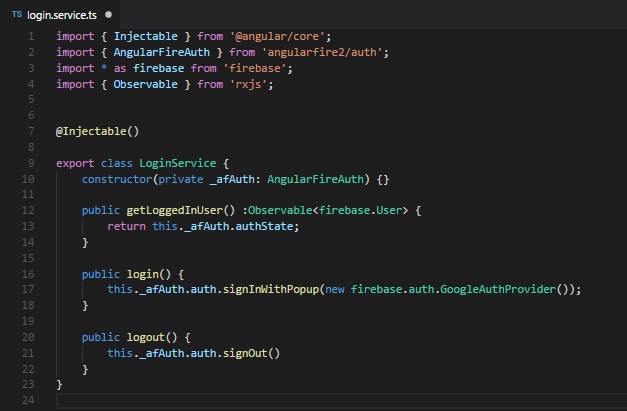 TS login.service.ts ●
1 import { Injectable } from '@angular/core';
2 import { AngularFireAuth } from 'angularfire2/auth';
3 import * as firebase from 'firebase';
4 import { Observable } from 'rxjs';
5
6
7 @Injectable()
8
9 export class LoginService {
10     constructor(private _afAuth: AngularFireAuth) {}
11
12     public getLoggedInUser() :Observable<firebase.User> {
13         return this._afAuth.authState;
14     }
15
16     public login() {
17         this._afAuth.auth.signInWithPopup(new firebase.auth.GoogleAuthProvider());
18     }
19
20     public logout() {
21         this._afAuth.auth.signOut()
22     }
23 }
24